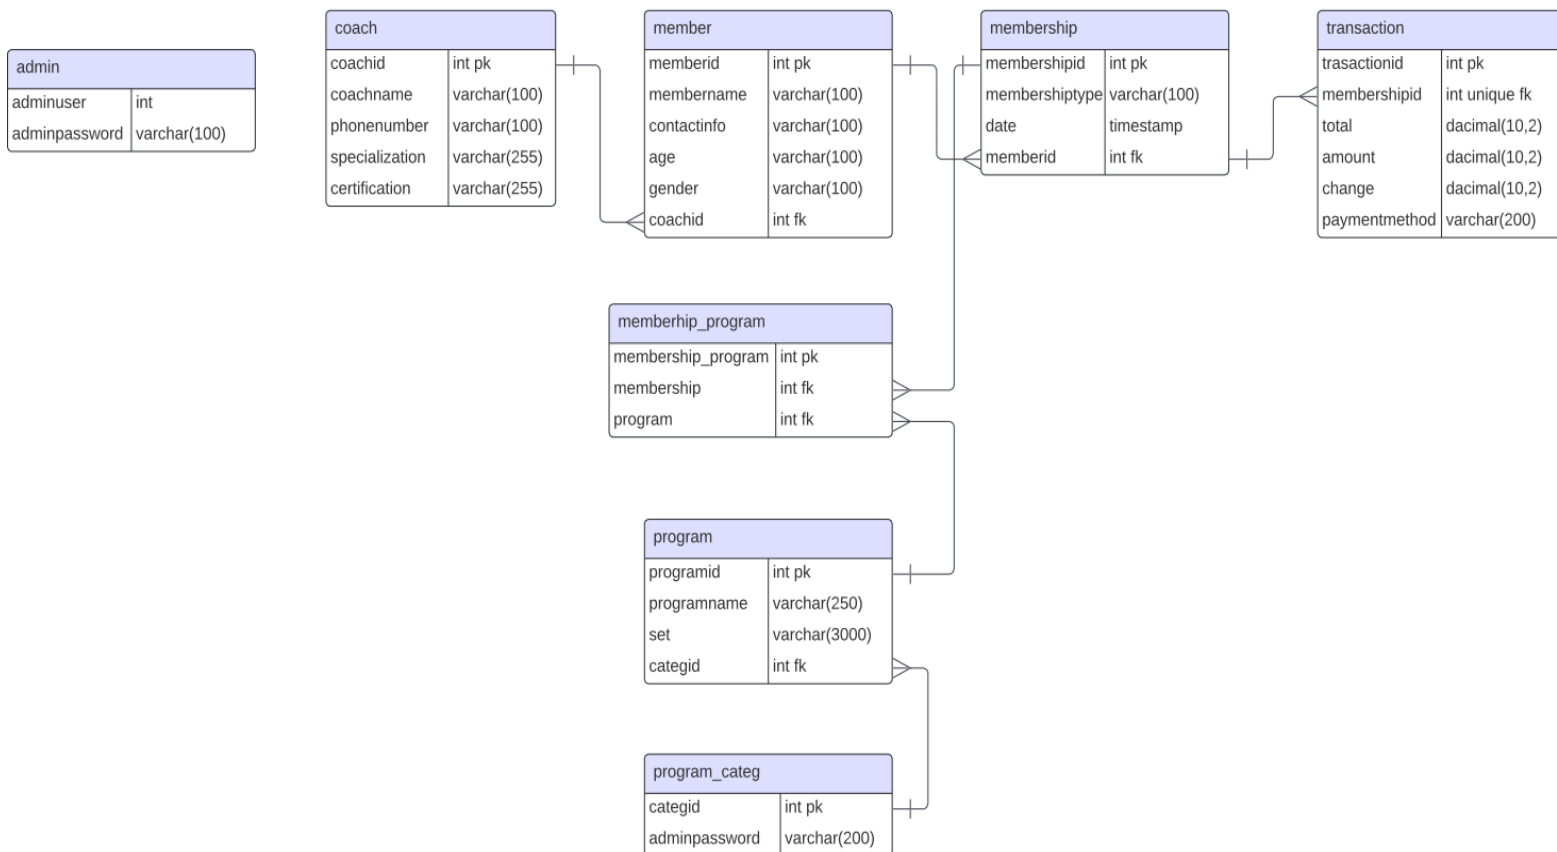 admin
adminuser int
adminpassword varchar(100)
coach
coachid int pk
coachname varchar(100)
phonenumber varchar(100)
specialization varchar(255)
certification varchar(255)
member
memberid int pk
membername varchar(100)
contactinfo varchar(100)
age varchar(100)
gender varchar(100)
coachid int fk
membership
membershipid int pk
membershiptype varchar(100)
date timestamp
memberid int fk
transaction
trasactionid int pk
membershipid int unique fk
total dacimal(10,2)
amount dacimal(10,2)
change dacimal(10,2)
paymentmethod varchar(200)
memberhip_program
membership_program int pk
membership int fk
program int fk
program
programid int pk
programname varchar(250)
set varchar(3000)
categid int fk
program_categ
categid int pk
adminpassword varchar(200)